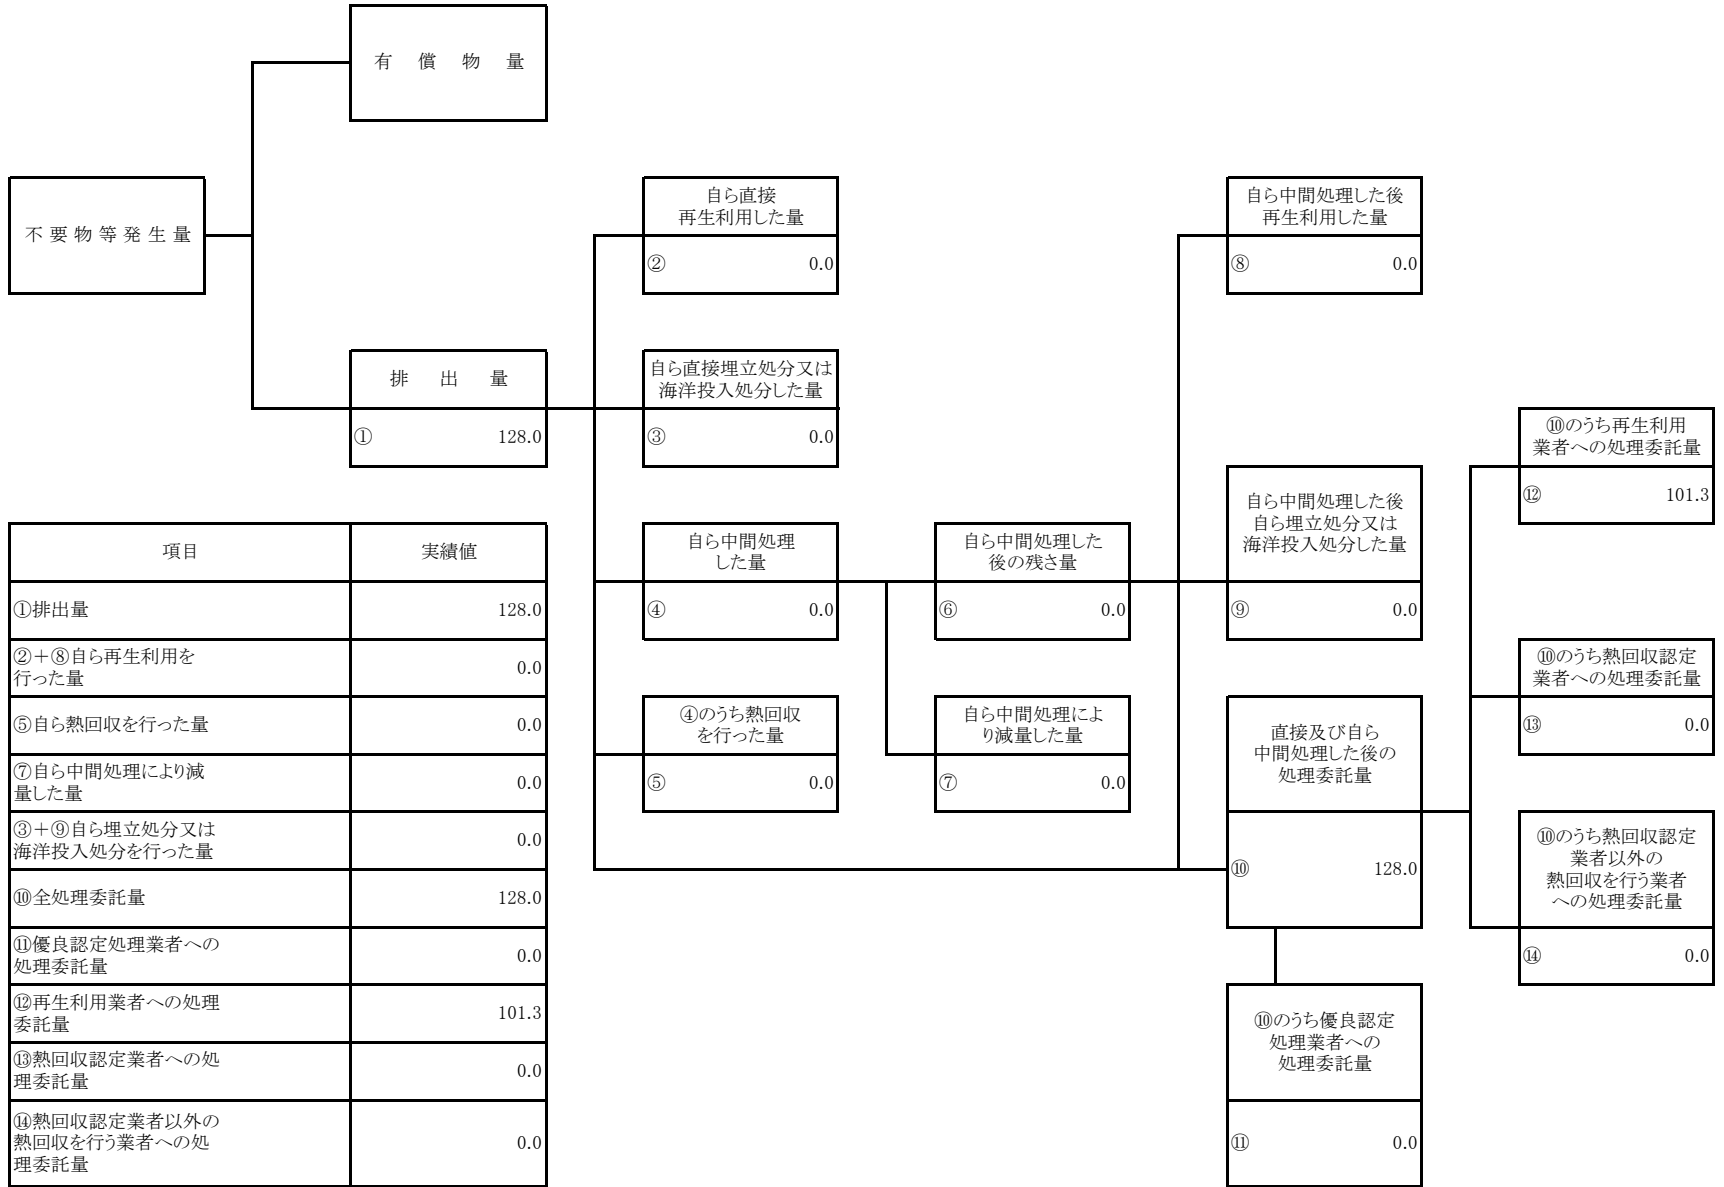 有償物量
不要物等発生量
自ら直接
再生利用した量
② 0.0
自ら中間処理した後
再生利用した量
⑧ 0.0
排出量
① 128.0
自ら直接埋立処分又は
海洋投入処分した量
③ 0.0
⑩のうち再生利用
業者への処理委託量
⑫ 101.3
自ら中間処理
した量
④ 0.0
自ら中間処理した
後の残さ量
⑥ 0.0
自ら中間処理した後
自ら埋立処分又は
海洋投入処分した量
⑨ 0.0
⑩のうち熱回収認定
業者への処理委託量
⑬ 0.0
④のうち熱回収
を行った量
⑤ 0.0
自ら中間処理によ
り減量した量
⑦ 0.0
直接及び自ら
中間処理した後の
処理委託量
⑩ 128.0
⑩のうち熱回収認定
業者以外の
熱回収を行う業者
への処理委託量
⑭ 0.0
⑩のうち優良認定
処理業者への
処理委託量
⑪ 0.0
項目 実績値
①排出量 128.0
②＋⑧自ら再生利用を
行った量 0.0
⑤自ら熱回収を行った量 0.0
⑦自ら中間処理により減
量した量 0.0
③＋⑨自ら埋立処分又は
海洋投入処分を行った量 0.0
⑩全処理委託量 128.0
⑪優良認定処理業者への
処理委託量 0.0
⑫再生利用業者への処理
委託量 101.3
⑬熱回収認定業者への処
理委託量 0.0
⑭熱回収認定業者以外の
熱回収を行う業者への処
理委託量 0.0